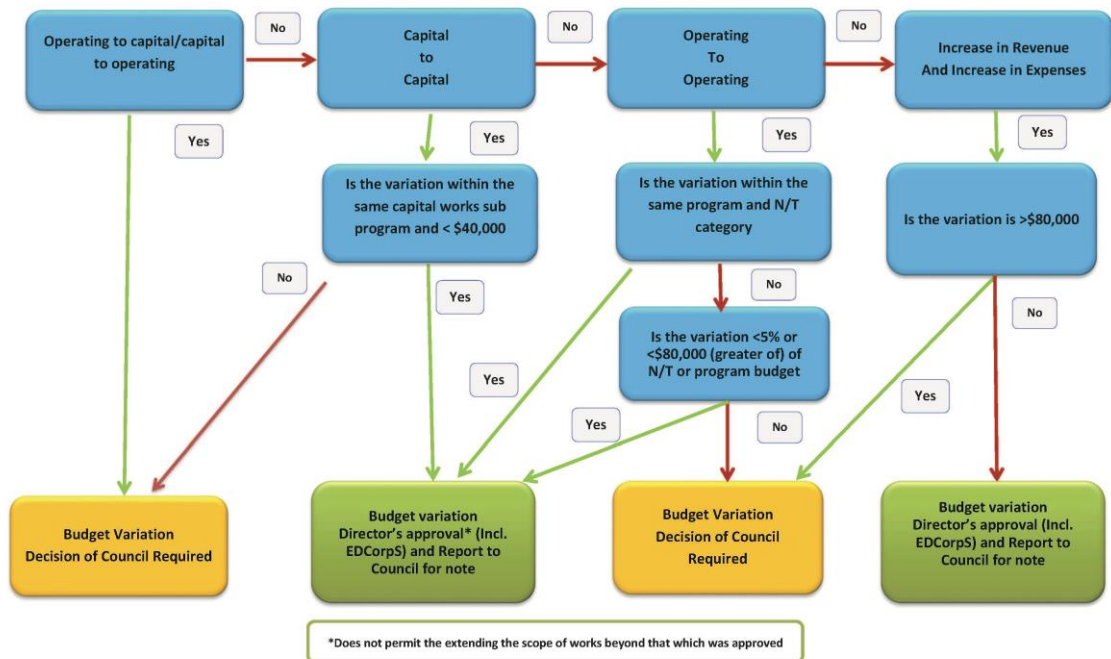 Operating to capital/capital
to operating
No
Capital
to
Capital
No
Operating
To
Operating
No
Increase in Revenue
And Increase in Expenses
Yes
Yes
Yes
Yes
Is the variation within the
same capital works sub
program and < $40,000
Is the variation within the
same program and N/T
category
Is the variation is >$80,000
No
Yes
No
No
Is the variation <5% or
<$80,000 (greater of) of
N/T or program budget
Yes
Yes
No
Yes
Budget Variation
Decision of Council Required
Budget variation
Director's approval* (Incl.
EDCorpS) and Report to
Council for note
Budget Variation
Decision of Council
Required
Budget variation
Director's approval (Incl.
EDCorpS) and Report to
Council for note
*Does not permit the extending the scope of works beyond that which was approved